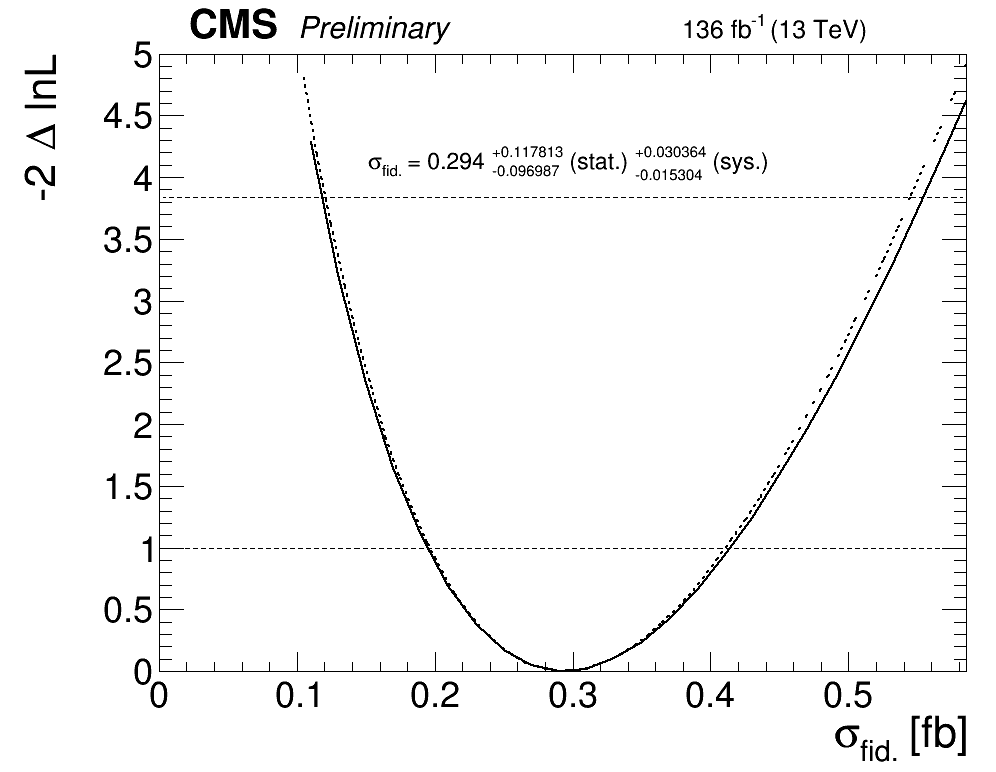 CMS Preliminary 136 fb⁻¹ (13 TeV)
-2 Δ lnL
5
4.5
4
3.5
3
2.5
2
1.5
1
0.5
0
σfid. = 0.294 +0.117813 -0.096987 (stat.) +0.030364 -0.015304 (sys.)
0 0.1 0.2 0.3 0.4 0.5
σfid. [fb]